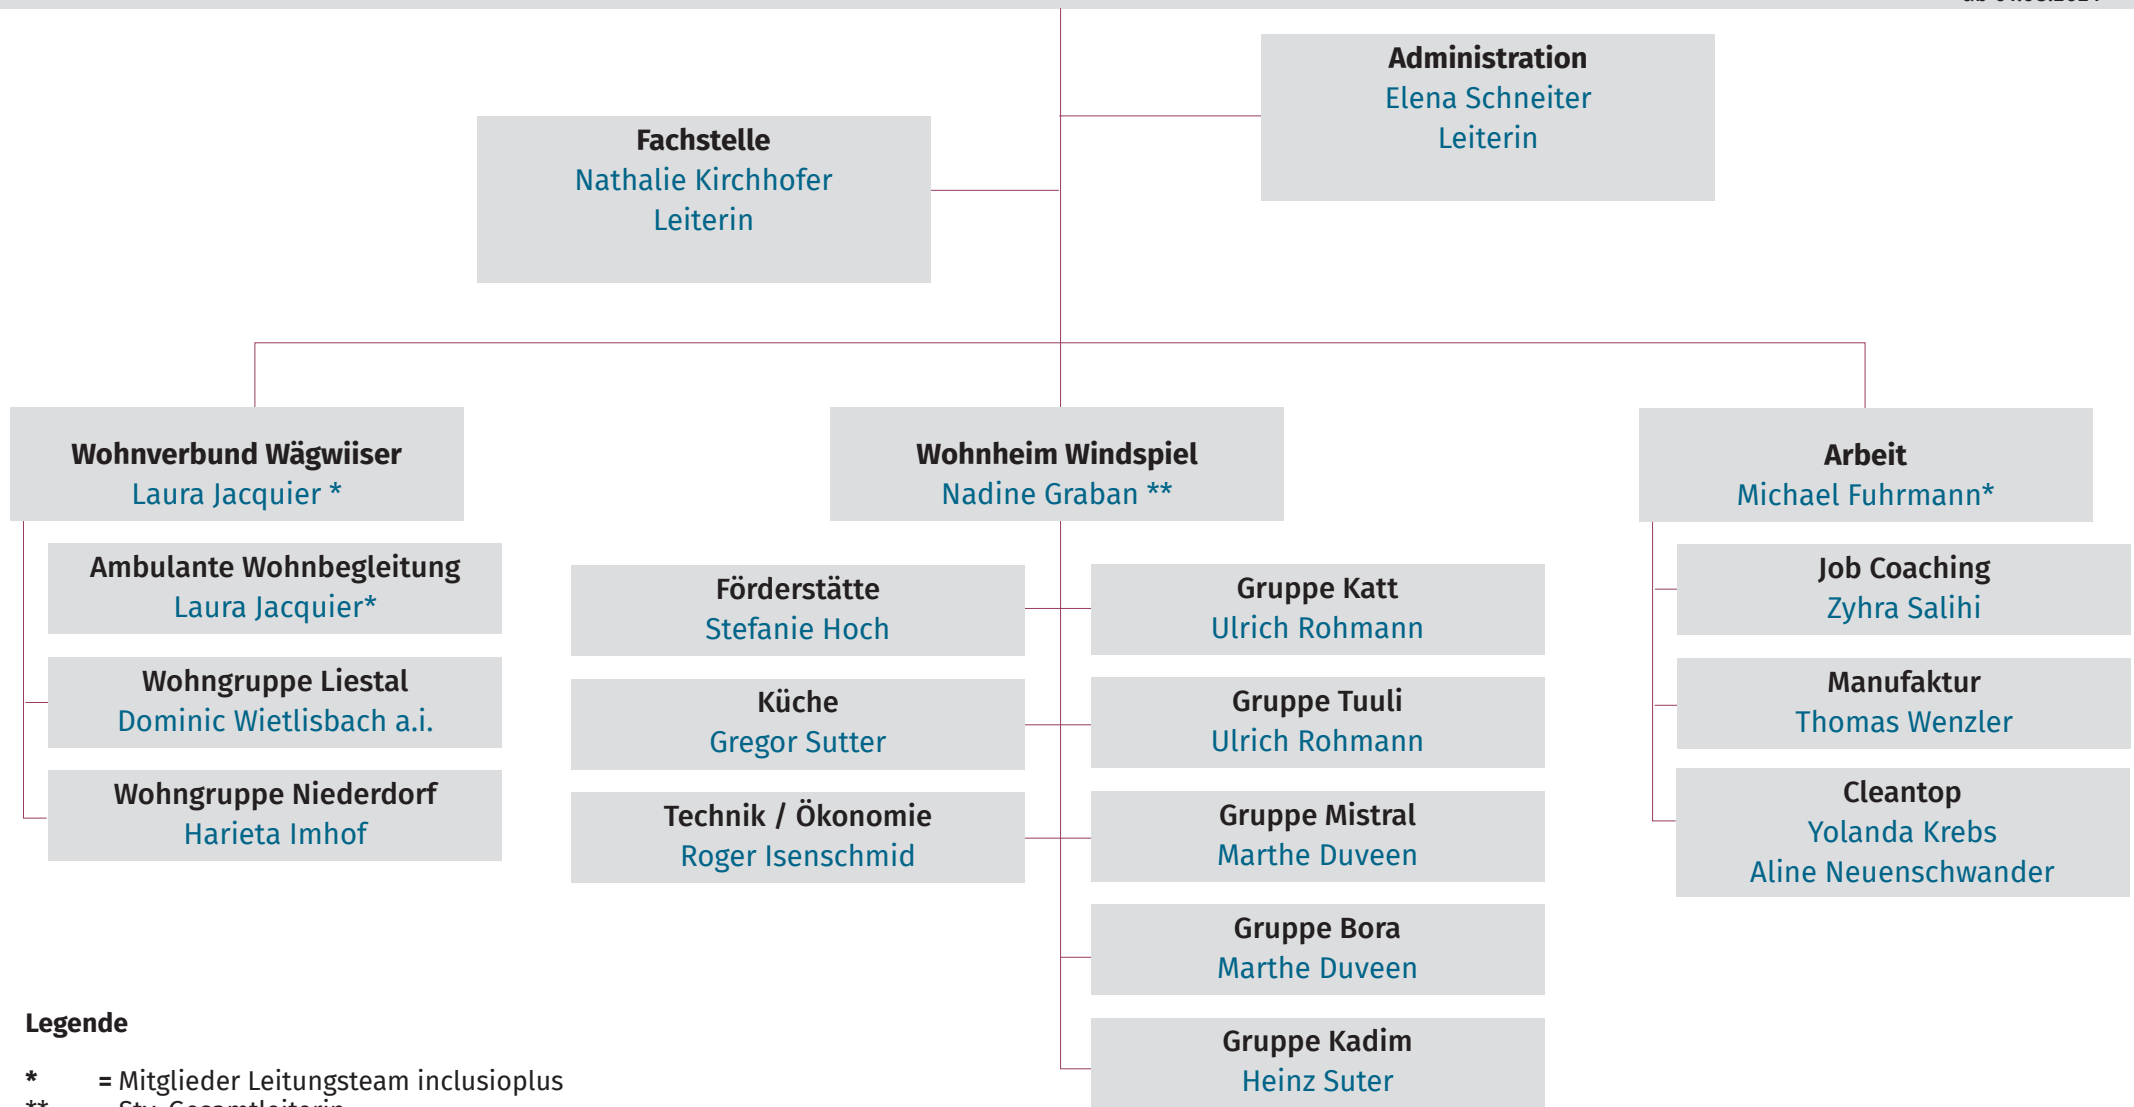 Administration
Elena Schneiter
Leiterin
Fachstelle
Nathalie Kirchhofer
Leiterin
Wohnverbund Wägwiiser
Laura Jacquier *
Ambulante Wohnbegleitung
Laura Jacquier*
Wohngruppe Liestal
Dominic Wietlisbach a.i.
Wohngruppe Niederdorf
Harieta Imhof
Wohnheim Windspiel
Nadine Graban **
Förderstätte
Stefanie Hoch
Küche
Gregor Sutter
Technik / Ökonomie
Roger Isenschmid
Gruppe Katt
Ulrich Rohmann
Gruppe Tuuli
Ulrich Rohmann
Gruppe Mistral
Marthe Duveen
Gruppe Bora
Marthe Duveen
Gruppe Kadim
Heinz Suter
Arbeit
Michael Fuhrmann*
Job Coaching
Zyhra Salihi
Manufaktur
Thomas Wenzler
Cleantop
Yolanda Krebs
Aline Neuenschwander
Legende
* = Mitglieder Leitungsteam inclusioplus